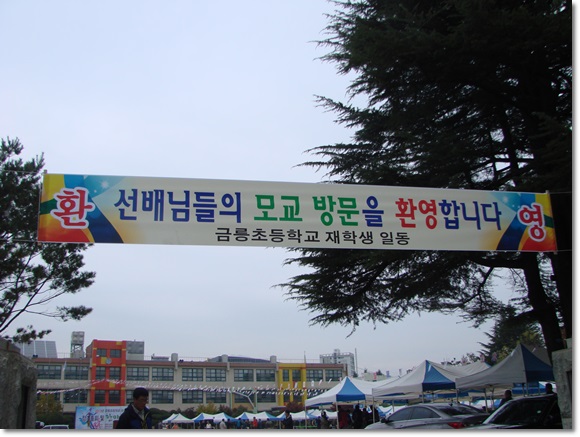 환 선배님들의 모교 방문을 환영합니다 영
금릉초등학교 재학생 일동